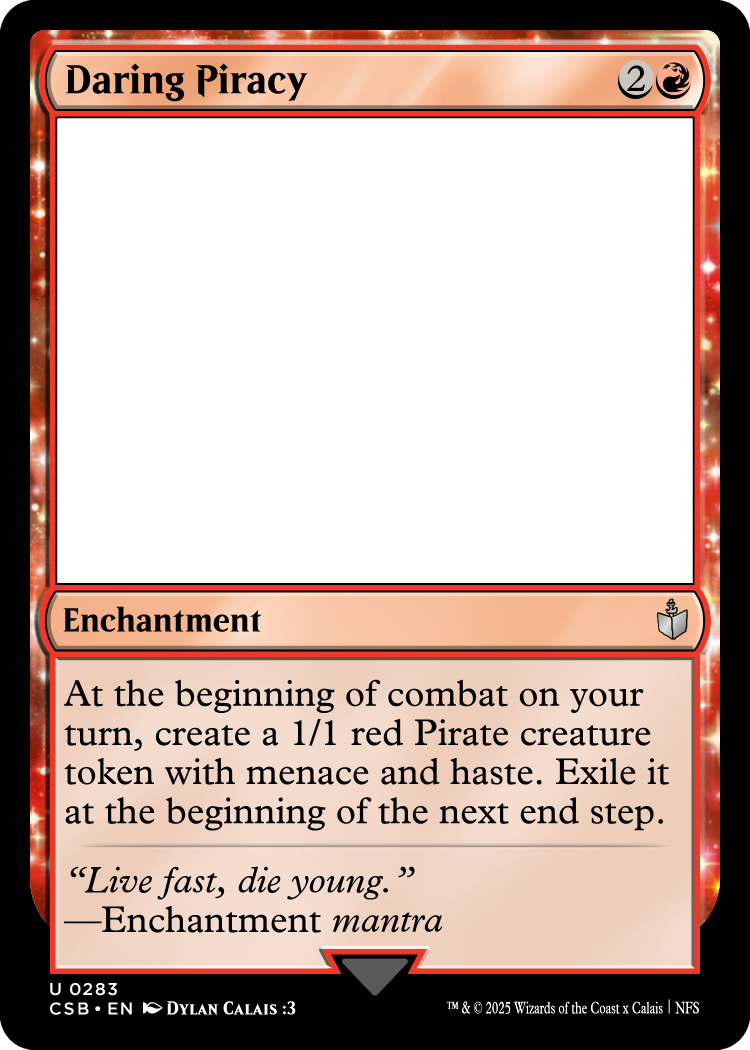 Daring Piracy 2
Enchantment
At the beginning of combat on your
turn, create a 1/1 red Pirate creature
token with menace and haste. Exile it
at the beginning of the next end step.
“Live fast, die young.”
—Enchantment mantra
U 0283
CSB • EN Dylan Calais :3
™ & © 2025 Wizards of the Coast x Calais | NFS